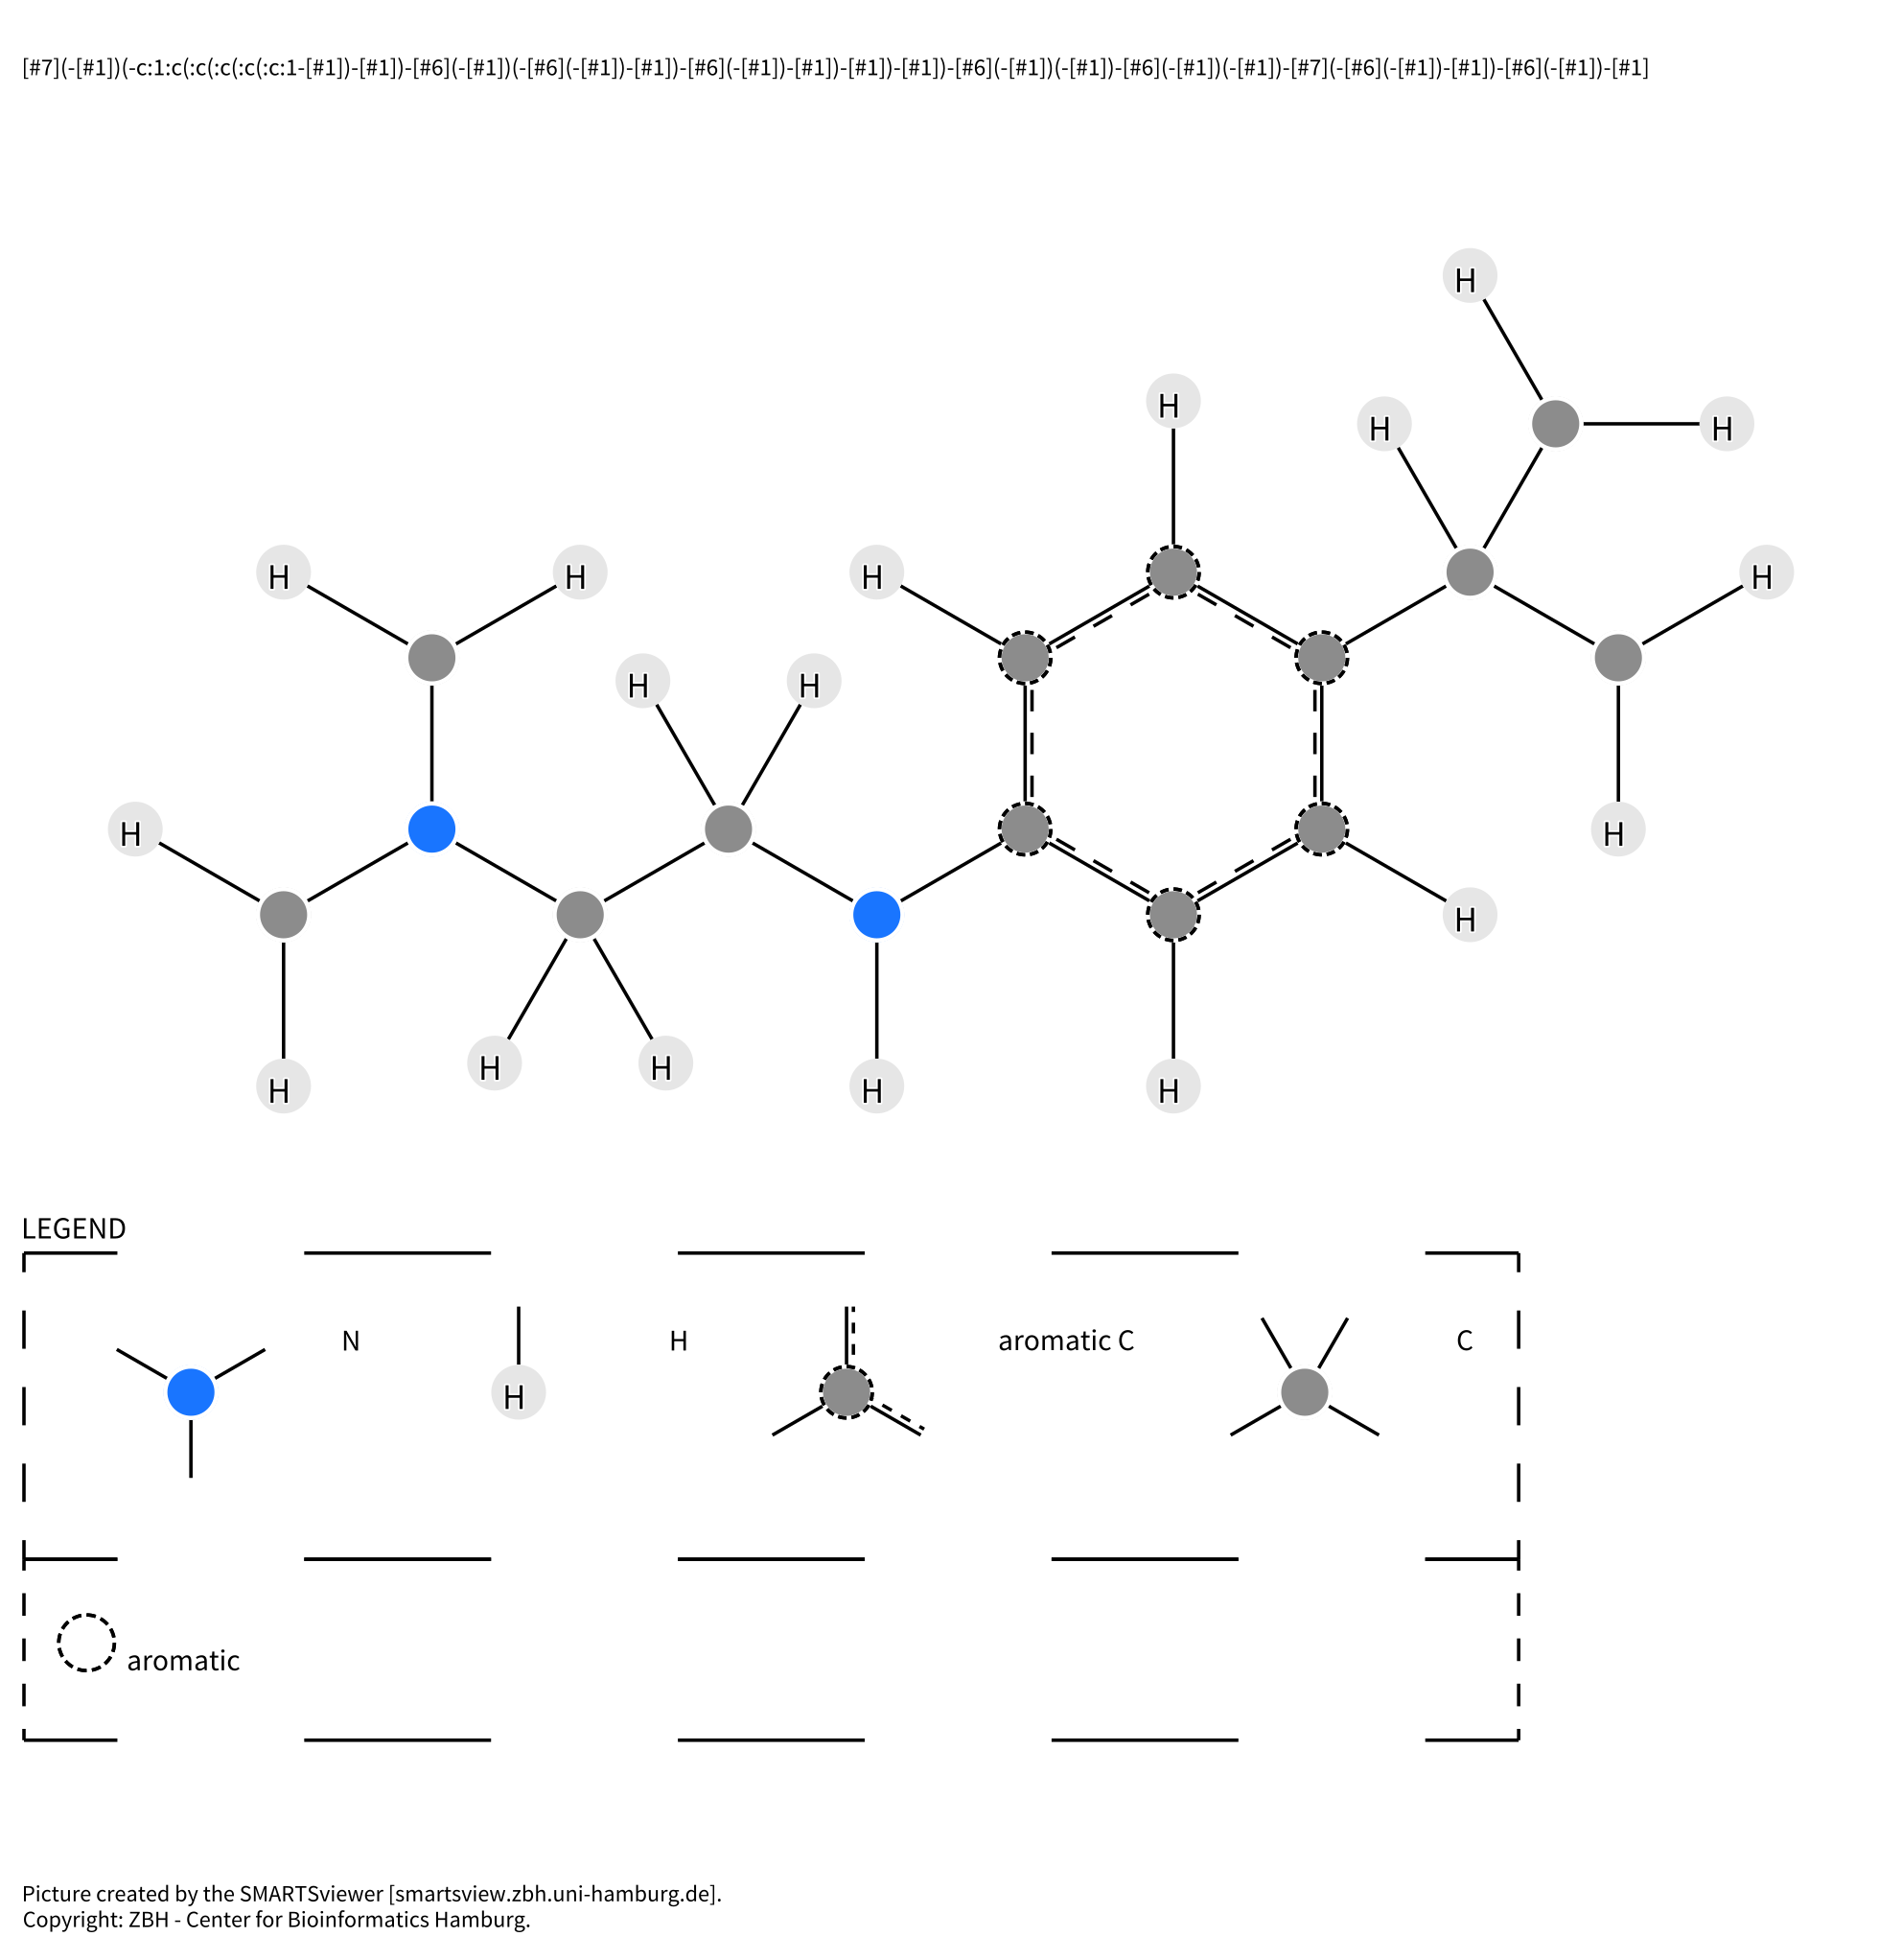 [#7](-[#1])(-c:1:c(:c(:c(:c(:c:1-[#1])-[#1])-[#6](-[#1])(-[#6](-[#1])-[#1])-[#6](-[#1])-[#1])-[#1])-[#1])-[#6](-[#1])(-[#1])-[#6](-[#1])(-[#1])-[#7](-[#6](-[#1])-[#1])-[#6](-[#1])-[#1]
H
H
H H
H H H H
H H
H
H H
H
H H H H H
LEGEND
N H aromatic C C
H
aromatic
Picture created by the SMARTSviewer [smartsview.zbh.uni-hamburg.de].
Copyright: ZBH - Center for Bioinformatics Hamburg.